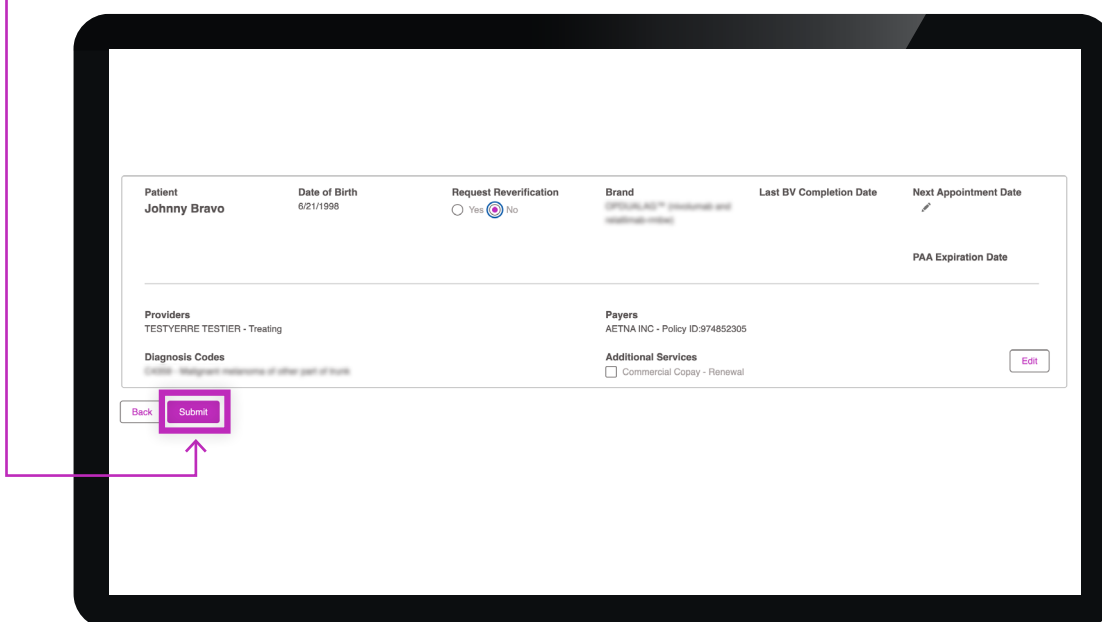 Patient
Johnny Bravo
Date of Birth
6/21/1998
Request Reverification
Yes No
Brand
Last BV Completion Date
Next Appointment Date
PAA Expiration Date
Providers
TESTYERRE TESTIER - Treating
Payers
AETNA INC - Policy ID:974852305
Diagnosis Codes
Additional Services
Commercial Copay - Renewal
Edit
Back
Submit